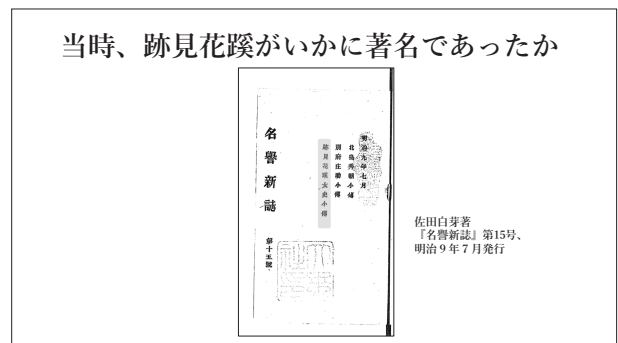 当時、跡見花蹊がいかに著名であったか
明治九年七月
北島秀朝小傳
別府庄勝小傳
跡見花蹊女史小傳
名譽新誌
第十五號
佐田白芽著
『名譽新誌』第15号、
明治９年７月発行